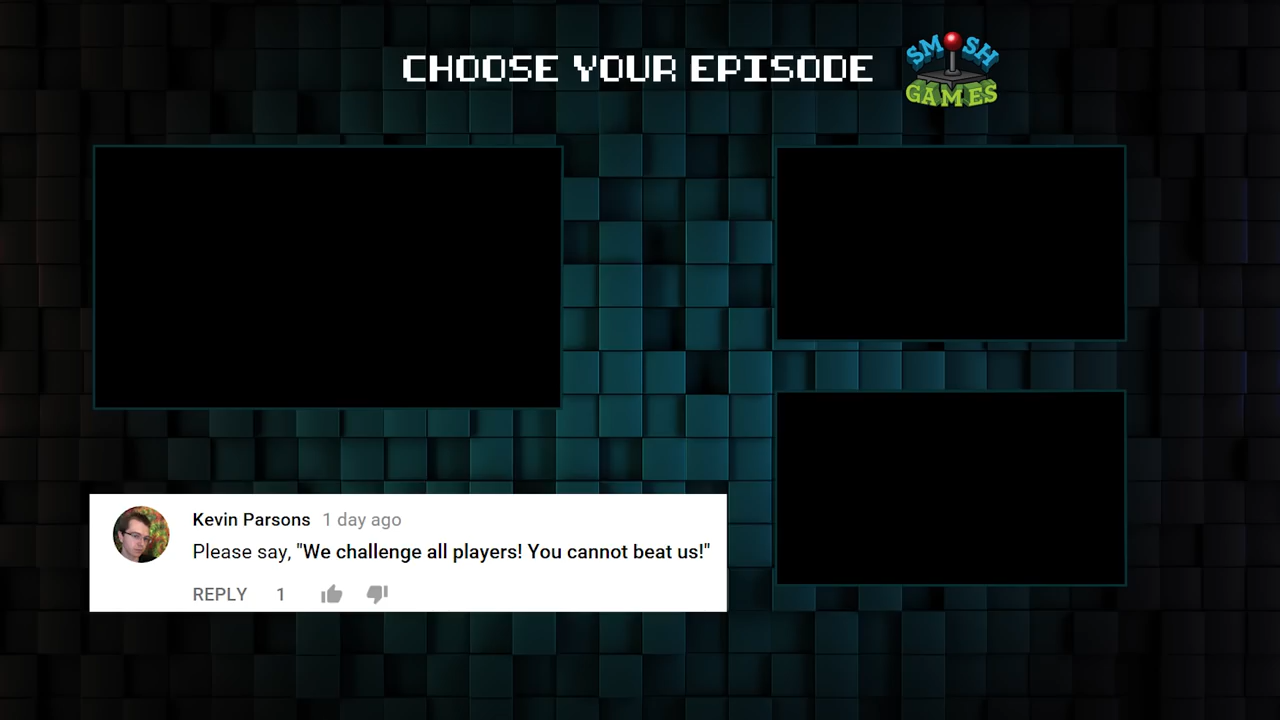 CHOOSE YOUR EPISODE
SMOSH
GAMES
Kevin Parsons 1 day ago
Please say, "We challenge all players! You cannot beat us!"
REPLY 1